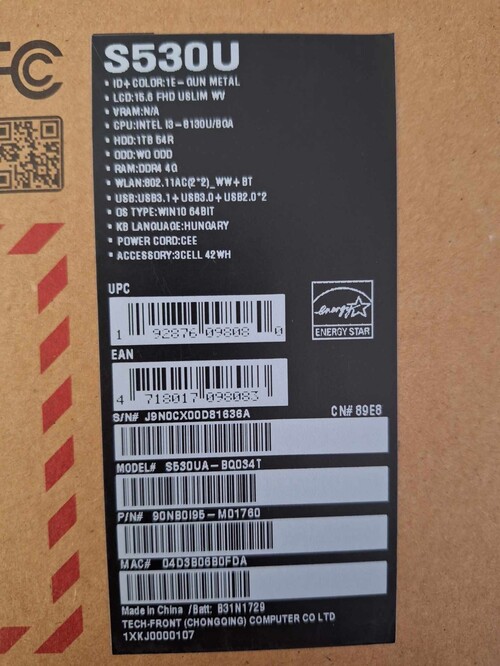 FC
S530U
• ID+ COLOR:1E- GUN METAL
• LCD:15.6 FHD USLIM WV
• VRAM:N/A
• CPU:INTEL I3-8130U/BGA
• HDD:1TB 54R
• ODD:WO ODD
• RAM:DDR4 4G
• WLAN:802.11AC(2*2)_WW+BT
• USB:USB3.1+USB3.0+USB2.0*2
• OS TYPE:WIN10 64BIT
• KB LANGUAGE:HUNGARY
• POWER CORD:CEE
• ACCESSORY:3CELL 42WH
UPC
1 92876 09808 0
energy
ENERGY STAR
EAN
4 718017 098083
S/N# J9N0CX00D81636A CN# 89E8
MODEL# S530UA-BQ034T
P/N# 90NB0I95-M01760
MAC# 04D3B06B0FDA
Made in China /Batt: B31N1729
TECH-FRONT (CHONGQING) COMPUTER CO LTD
1XKJ0000107